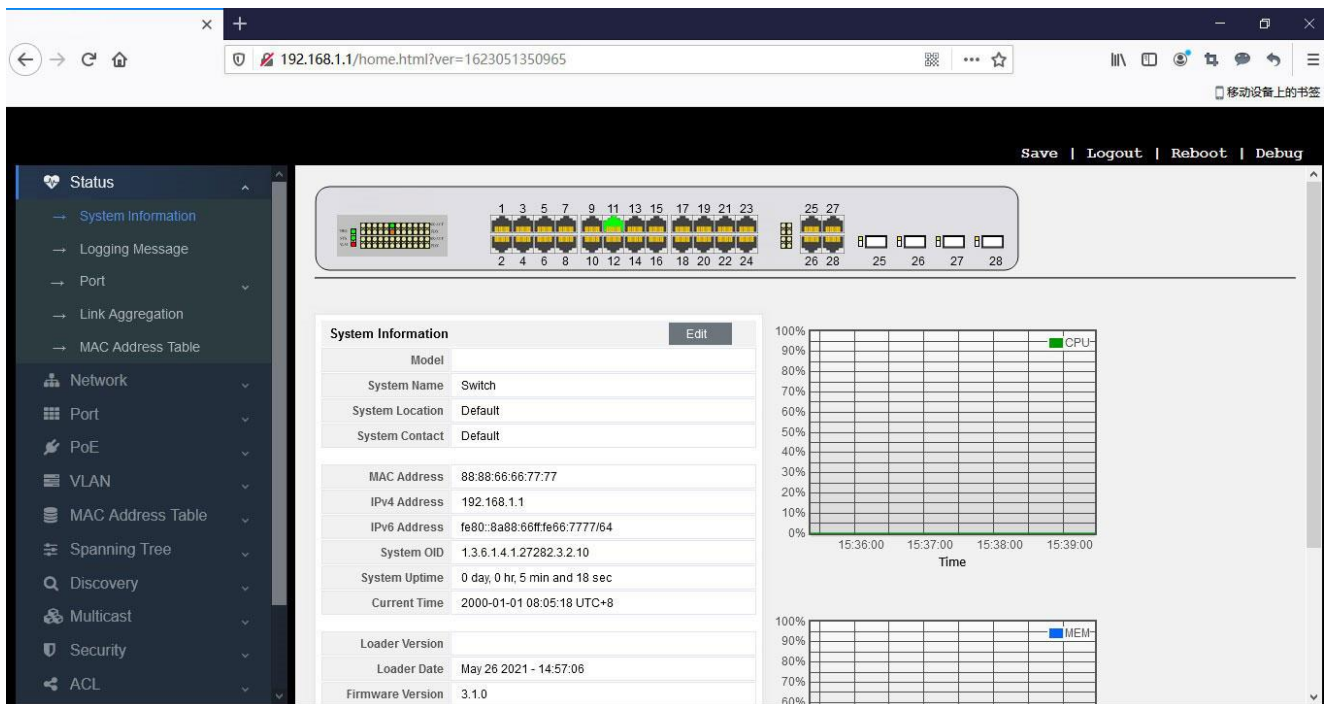 192.168.1.1/home.html?ver=1623051350965
移动设备上的书签
Save | Logout | Reboot | Debug
Status
System Information
Logging Message
Port
Link Aggregation
MAC Address Table
Network
Port
PoE
VLAN
MAC Address Table
Spanning Tree
Discovery
Multicast
Security
ACL
1 3 5 7 9 11 13 15 17 19 21 23 25 27
2 4 6 8 10 12 14 16 18 20 22 24 26 28 25 26 27 28
System Information Edit
Model
System Name Switch
System Location Default
System Contact Default
MAC Address 88:88:66:66:77:77
IPv4 Address 192.168.1.1
IPv6 Address fe80::8a88:66ff:fe66:7777/64
System OID 1.3.6.1.4.1.27282.3.2.10
System Uptime 0 day, 0 hr, 5 min and 18 sec
Current Time 2000-01-01 08:05:18 UTC+8
Loader Version
Loader Date May 26 2021 - 14:57:06
Firmware Version 3.1.0
100%
CPU
90%
80%
70%
60%
50%
40%
30%
20%
10%
0%
15:36:00 15:37:00 15:38:00 15:39:00
Time
100%
MEM
90%
80%
70%
60%